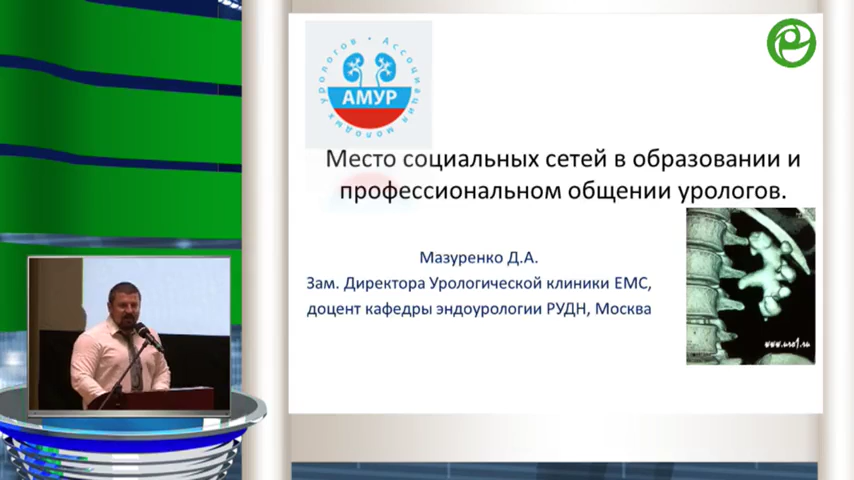 Ассоциация молодых урологов
АМУР
Место социальных сетей в образовании и
профессиональном общении урологов.
Мазуренко Д.А.
Зам. Директора Урологической клиники ЕМС,
доцент кафедры эндоурологии РУДН, Москва
www.uro1.ru